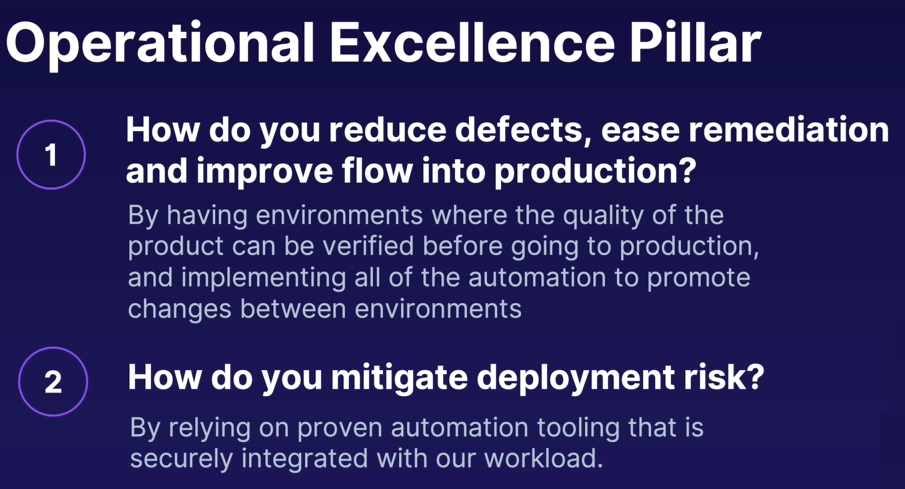 Operational Excellence Pillar
1
How do you reduce defects, ease remediation
and improve flow into production?
By having environments where the quality of the
product can be verified before going to production,
and implementing all of the automation to promote
changes between environments
2
How do you mitigate deployment risk?
By relying on proven automation tooling that is
securely integrated with our workload.